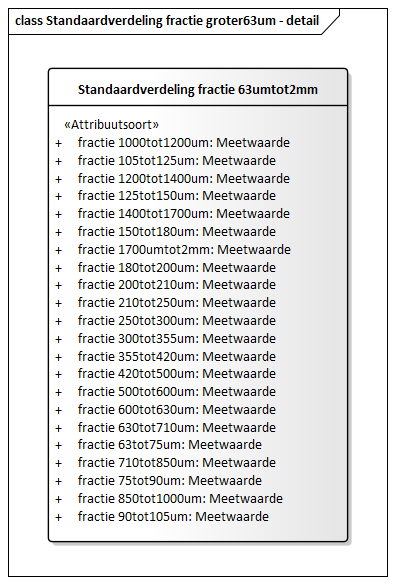 class Standaardverdeling fractie groter63um - detail
Standaardverdeling fractie 63umtot2mm
«Attribuutsoort»
+ fractie 1000tot1200um: Meetwaarde
+ fractie 105tot125um: Meetwaarde
+ fractie 1200tot1400um: Meetwaarde
+ fractie 125tot150um: Meetwaarde
+ fractie 1400tot1700um: Meetwaarde
+ fractie 150tot180um: Meetwaarde
+ fractie 1700umtot2mm: Meetwaarde
+ fractie 180tot200um: Meetwaarde
+ fractie 200tot210um: Meetwaarde
+ fractie 210tot250um: Meetwaarde
+ fractie 250tot300um: Meetwaarde
+ fractie 300tot355um: Meetwaarde
+ fractie 355tot420um: Meetwaarde
+ fractie 420tot500um: Meetwaarde
+ fractie 500tot600um: Meetwaarde
+ fractie 600tot630um: Meetwaarde
+ fractie 630tot710um: Meetwaarde
+ fractie 63tot75um: Meetwaarde
+ fractie 710tot850um: Meetwaarde
+ fractie 75tot90um: Meetwaarde
+ fractie 850tot1000um: Meetwaarde
+ fractie 90tot105um: Meetwaarde